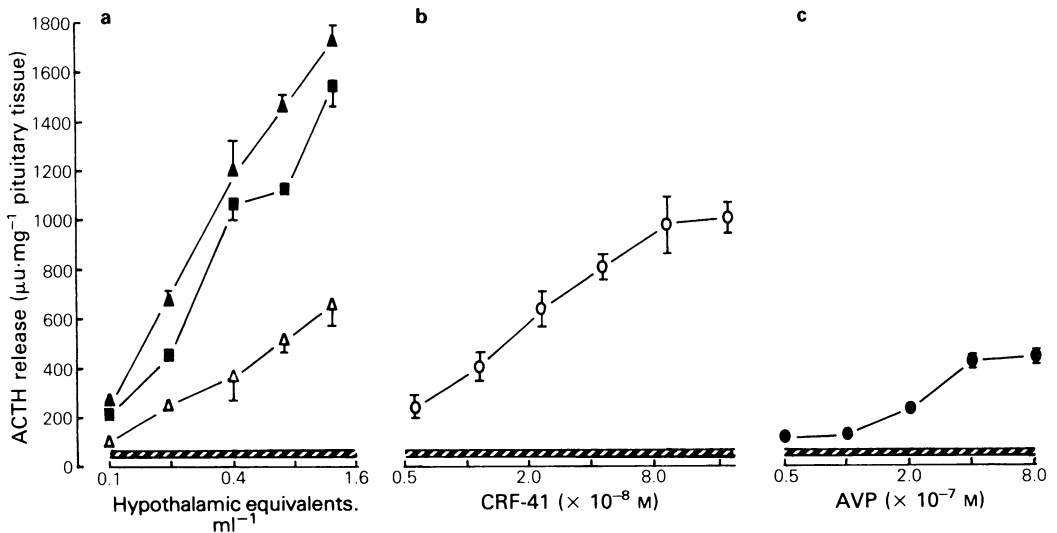 a
b
c
ACTH release (μu·mg⁻¹ pituitary tissue)
1800
1600
1400
1200
1000
800
600
400
200
0
0.1
0.4
1.6
Hypothalamic equivalents.
ml⁻¹
0.5
2.0
8.0
CRF-41 (× 10⁻⁸ M)
0.5
2.0
8.0
AVP (× 10⁻⁷ M)